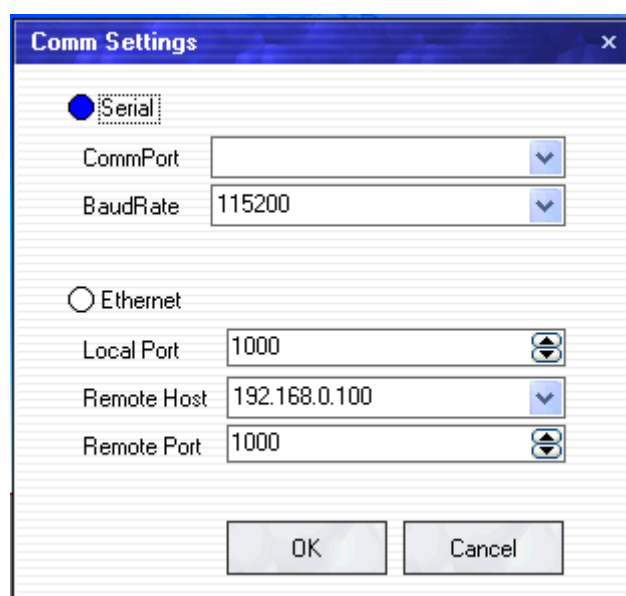 Comm Settings
Serial
CommPort
BaudRate 115200
Ethernet
Local Port 1000
Remote Host 192.168.0.100
Remote Port 1000
OK Cancel